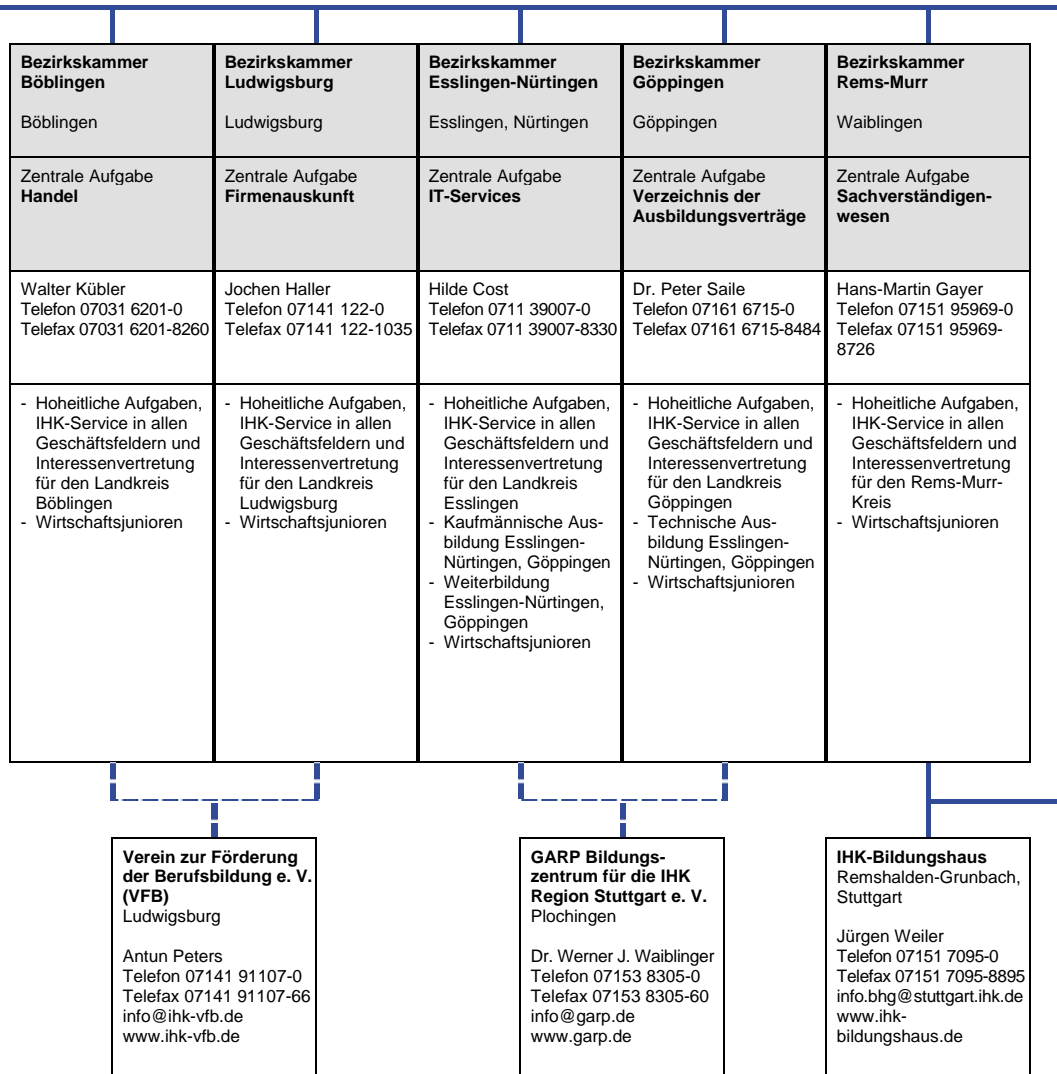 Bezirkskammer
Böblingen
Böblingen
Zentrale Aufgabe
Handel
Walter Kübler
Telefon 07031 6201-0
Telefax 07031 6201-8260
- Hoheitliche Aufgaben,
IHK-Service in allen
Geschäftsfeldern und
Interessenvertretung
für den Landkreis
Böblingen
- Wirtschaftsjunioren
Bezirkskammer
Ludwigsburg
Ludwigsburg
Zentrale Aufgabe
Firmenauskunft
Jochen Haller
Telefon 07141 122-0
Telefax 07141 122-1035
- Hoheitliche Aufgaben,
IHK-Service in allen
Geschäftsfeldern und
Interessenvertretung
für den Landkreis
Ludwigsburg
- Wirtschaftsjunioren
Bezirkskammer
Esslingen-Nürtingen
Esslingen, Nürtingen
Zentrale Aufgabe
IT-Services
Hilde Cost
Telefon 0711 39007-0
Telefax 0711 39007-8330
- Hoheitliche Aufgaben,
IHK-Service in allen
Geschäftsfeldern und
Interessenvertretung
für den Landkreis
Esslingen
- Kaufmännische Aus-
bildung Esslingen-
Nürtingen, Göppingen
- Weiterbildung
Esslingen-Nürtingen,
Göppingen
- Wirtschaftsjunioren
Bezirkskammer
Göppingen
Göppingen
Zentrale Aufgabe
Verzeichnis der
Ausbildungsverträge
Dr. Peter Saile
Telefon 07161 6715-0
Telefax 07161 6715-8484
- Hoheitliche Aufgaben,
IHK-Service in allen
Geschäftsfeldern und
Interessenvertretung
für den Landkreis
Göppingen
- Technische Aus-
bildung Esslingen-
Nürtingen, Göppingen
- Wirtschaftsjunioren
Bezirkskammer
Rems-Murr
Waiblingen
Zentrale Aufgabe
Sachverständigen-
wesen
Hans-Martin Gayer
Telefon 07151 95969-0
Telefax 07151 95969-
8726
- Hoheitliche Aufgaben,
IHK-Service in allen
Geschäftsfeldern und
Interessenvertretung
für den Rems-Murr-
Kreis
- Wirtschaftsjunioren
Verein zur Förderung
der Berufsbildung e. V.
(VFB)
Ludwigsburg
Antun Peters
Telefon 07141 91107-0
Telefax 07141 91107-66
info@ihk-vfb.de
www.ihk-vfb.de
GARP Bildungs-
zentrum für die IHK
Region Stuttgart e. V.
Plochingen
Dr. Werner J. Waiblinger
Telefon 07153 8305-0
Telefax 07153 8305-60
info@garp.de
www.garp.de
IHK-Bildungshaus
Remshalden-Grunbach,
Stuttgart
Jürgen Weiler
Telefon 07151 7095-0
Telefax 07151 7095-8895
info.bhg@stuttgart.ihk.de
www.ihk-
bildungshaus.de